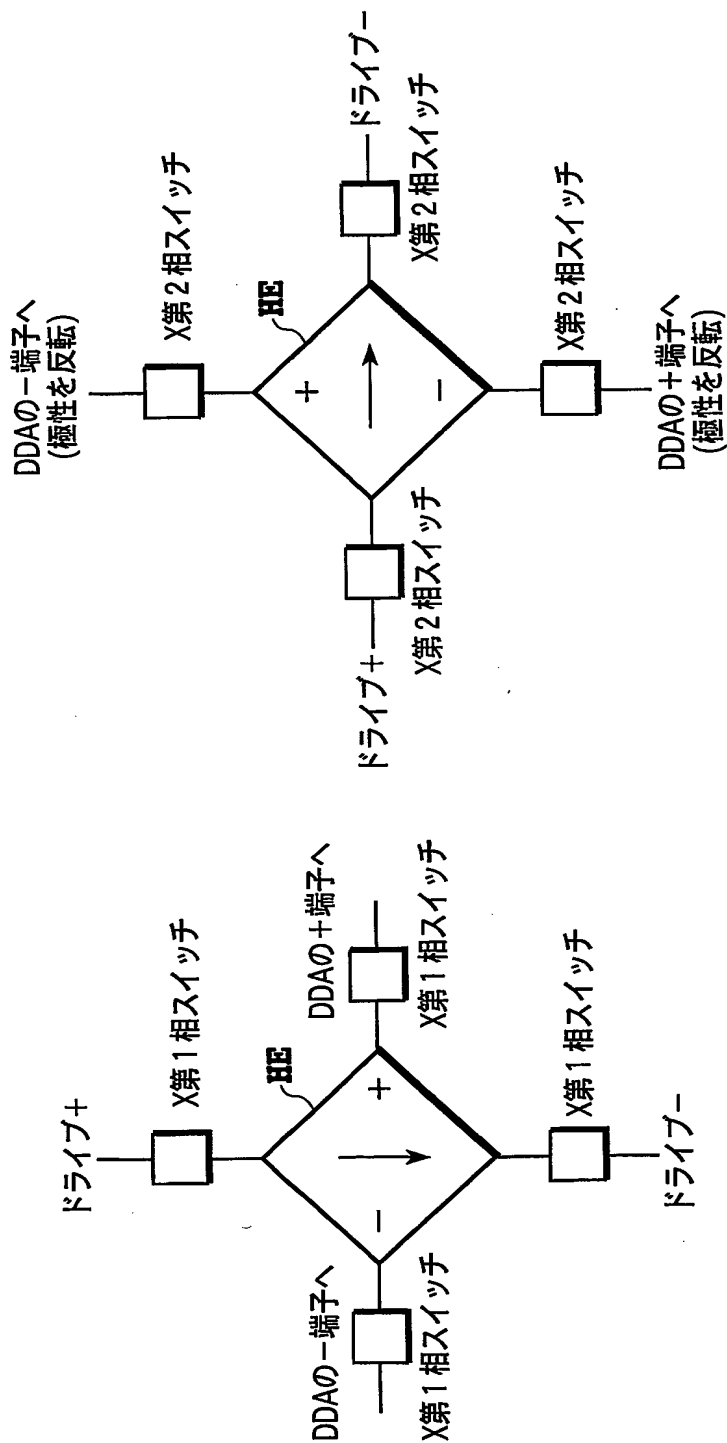 ドライブ+
X第1相スイッチ
HE
DDAの−端子へ
DDAの+端子へ
−
+
X第1相スイッチ
X第1相スイッチ
X第1相スイッチ
ドライブ−
DDAの−端子へ
(極性を反転)
X第2相スイッチ
HE
+
ドライブ+
ドライブ−
X第2相スイッチ
X第2相スイッチ
−
X第2相スイッチ
DDAの+端子へ
(極性を反転)